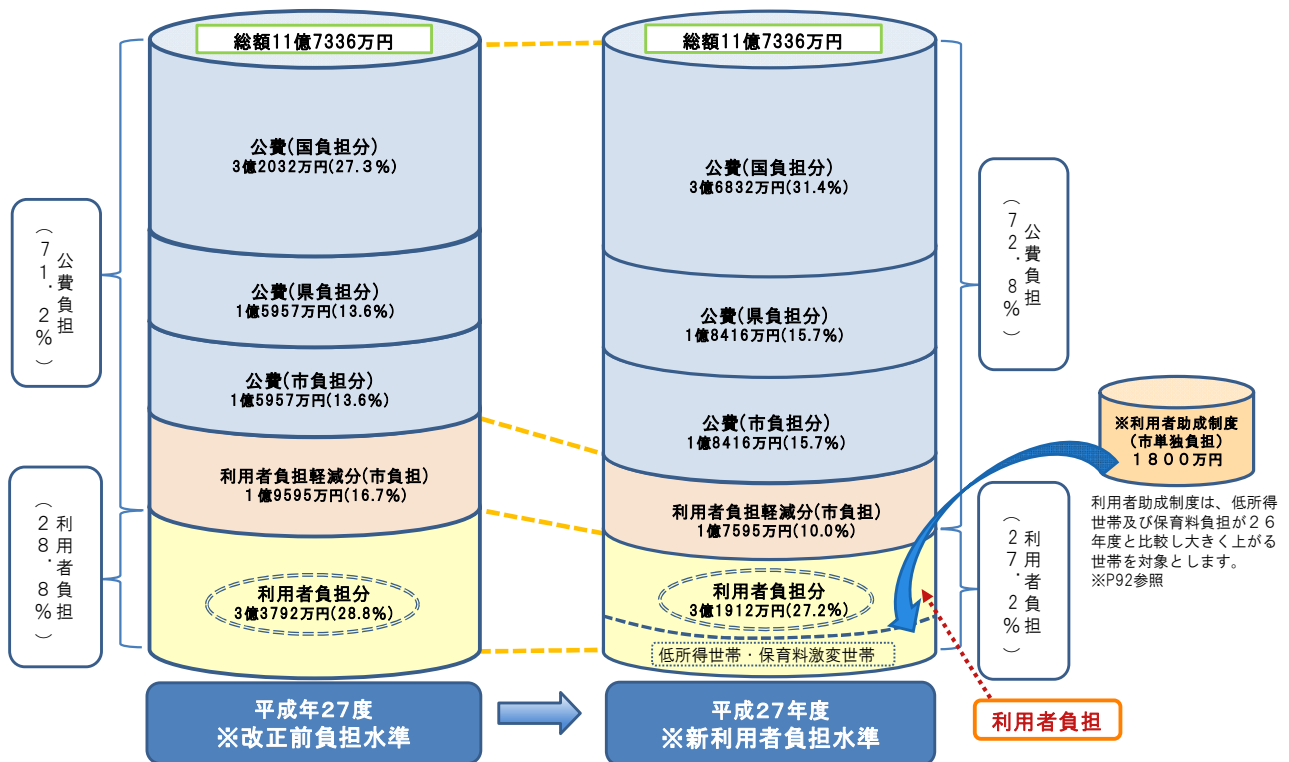 総額11億7336万円
公費(国負担分)
3億2032万円(27.3%)
公費(県負担分)
1億5957万円(13.6%)
公費(市負担分)
1億5957万円(13.6%)
利用者負担軽減分(市負担)
1億9595万円(16.7%)
利用者負担分
3億3792万円(28.8%)
公費負担
(71.2%)
利用者負担
(28.8%)
平成年27度
※改正前負担水準
総額11億7336万円
公費(国負担分)
3億6832万円(31.4%)
公費(県負担分)
1億8416万円(15.7%)
公費(市負担分)
1億8416万円(15.7%)
利用者負担軽減分(市負担)
1億7595万円(10.0%)
利用者負担分
3億1912万円(27.2%)
低所得世帯・保育料激変世帯
平成27年度
※新利用者負担水準
公費負担
(72.8%)
利用者負担
(27.2%)
※利用者助成制度
(市単独負担)
1800万円
利用者助成制度は、低所得
世帯及び保育料負担が26
年度と比較し大きく上がる
世帯を対象とします。
※P92参照
利用者負担